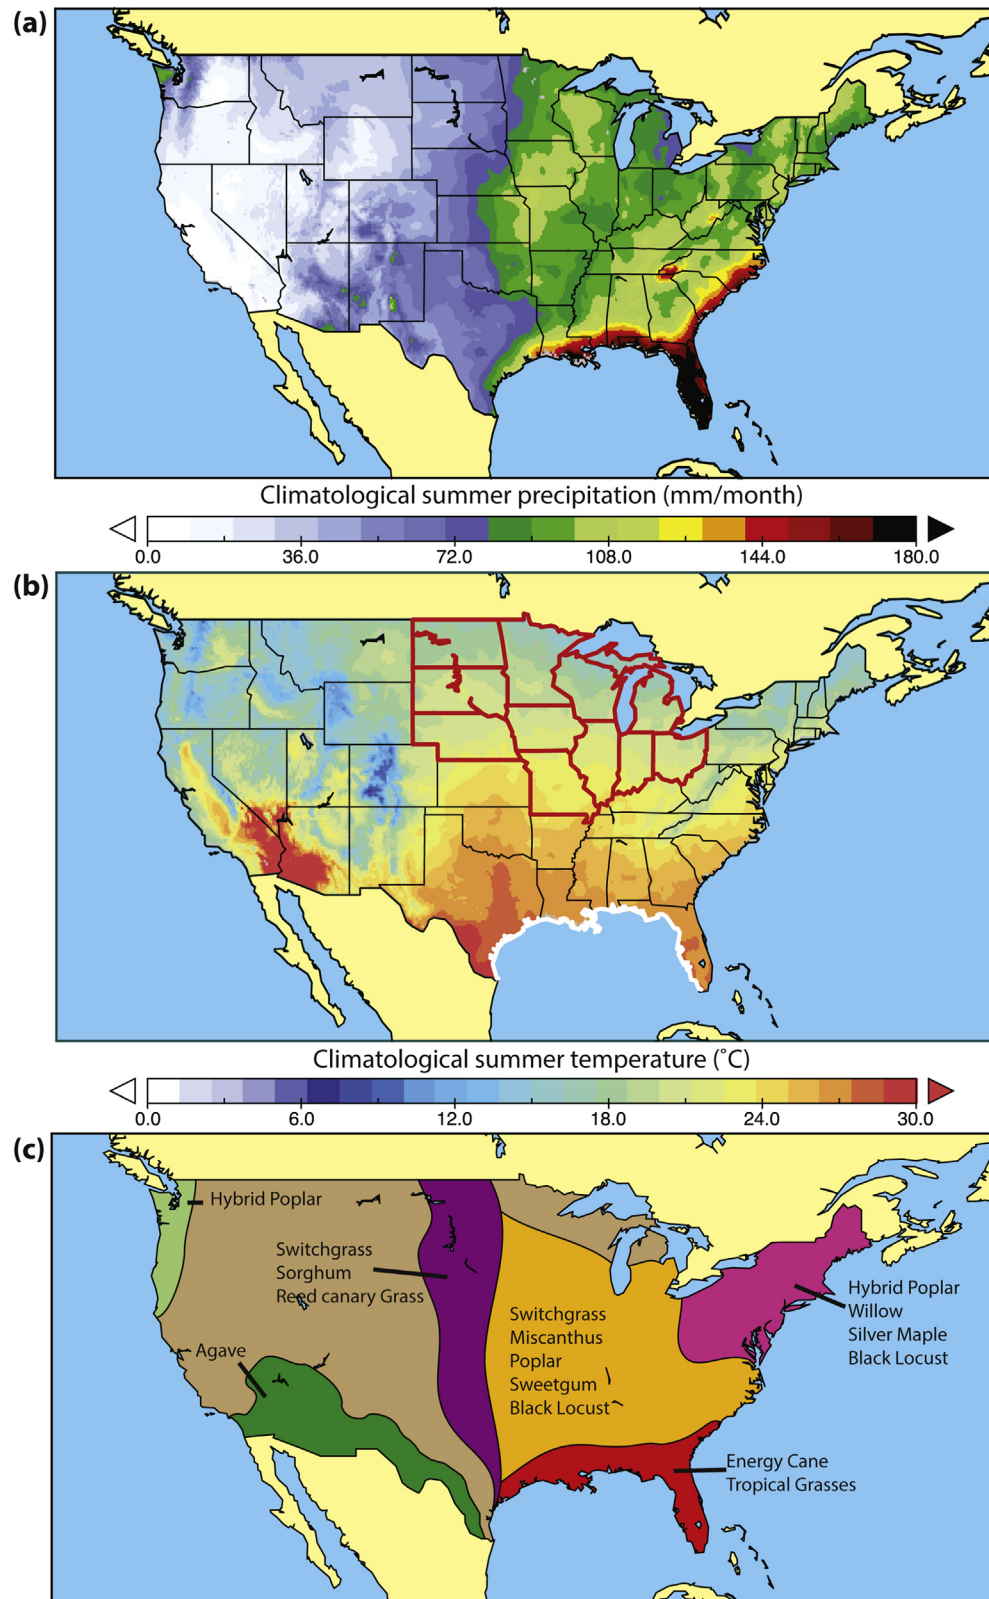 (a)
Climatological summer precipitation (mm/month)
0.0 36.0 72.0 108.0 144.0 180.0
(b)
Climatological summer temperature (˚C)
0.0 6.0 12.0 18.0 24.0 30.0
(c)
Hybrid Poplar
Switchgrass
Sorghum
Reed canary Grass
Agave
Switchgrass
Miscanthus
Poplar
Sweetgum
Black Locust
Hybrid Poplar
Willow
Silver Maple
Black Locust
Energy Cane
Tropical Grasses